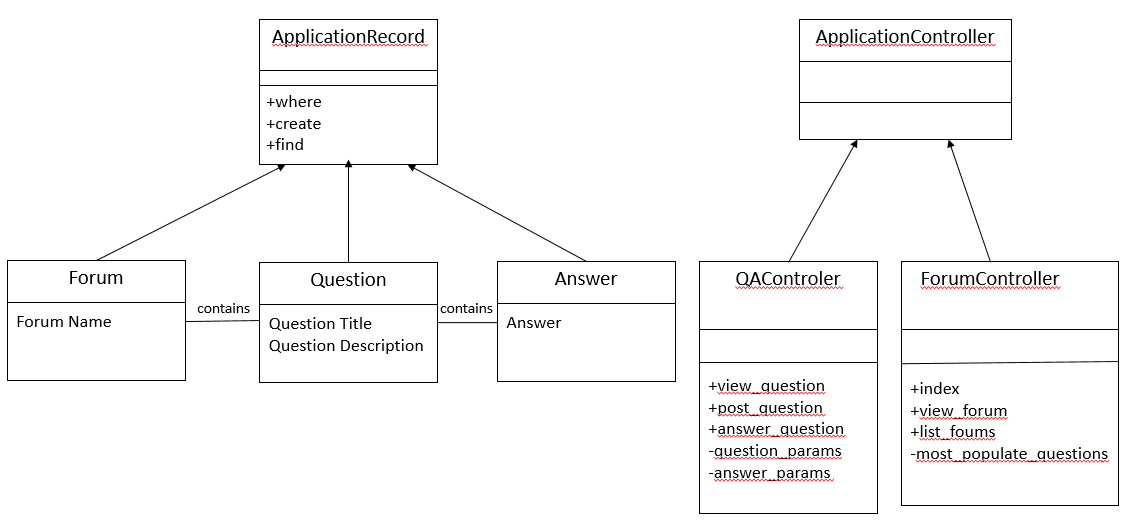 ApplicationRecord
+where
+create
+find
Forum
Forum Name
contains
Question
Question Title
Question Description
contains
Answer
Answer
ApplicationController
QAControler
+view_question
+post_question
+answer_question
-question_params
-answer_params
ForumController
+index
+view_forum
+list_foums
-most_populate_questions